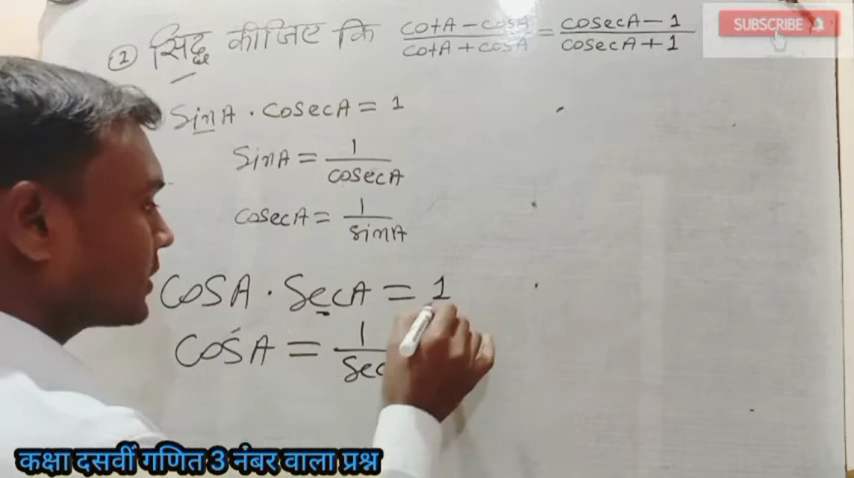 ② सिद्ध कीजिए कि cotA - cosA / cotA + cosA = cosecA - 1 / cosecA + 1
SUBSCRIBE
SinA · cosecA = 1
SinA = 1 / cosecA
cosecA = 1 / sinA
cosA · SecA = 1
cosA = 1 / Sec
कक्षा दसवीं गणित 3 नंबर वाला प्रश्न